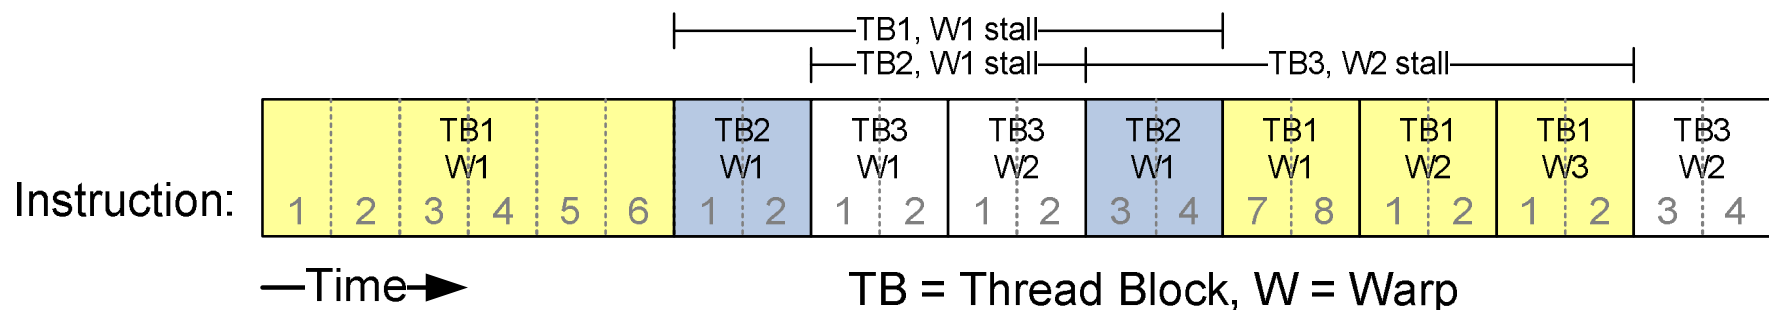 TB1, W1 stall
TB2, W1 stall TB3, W2 stall
TB1 TB2 TB3 TB3 TB2 TB1 TB1 TB1 TB3
W1 W1 W1 W2 W1 W1 W2 W3 W2
Instruction: 1 2 3 4 5 6 1 2 1 2 1 2 3 4 7 8 1 2 1 2 3 4
Time TB = Thread Block, W = Warp